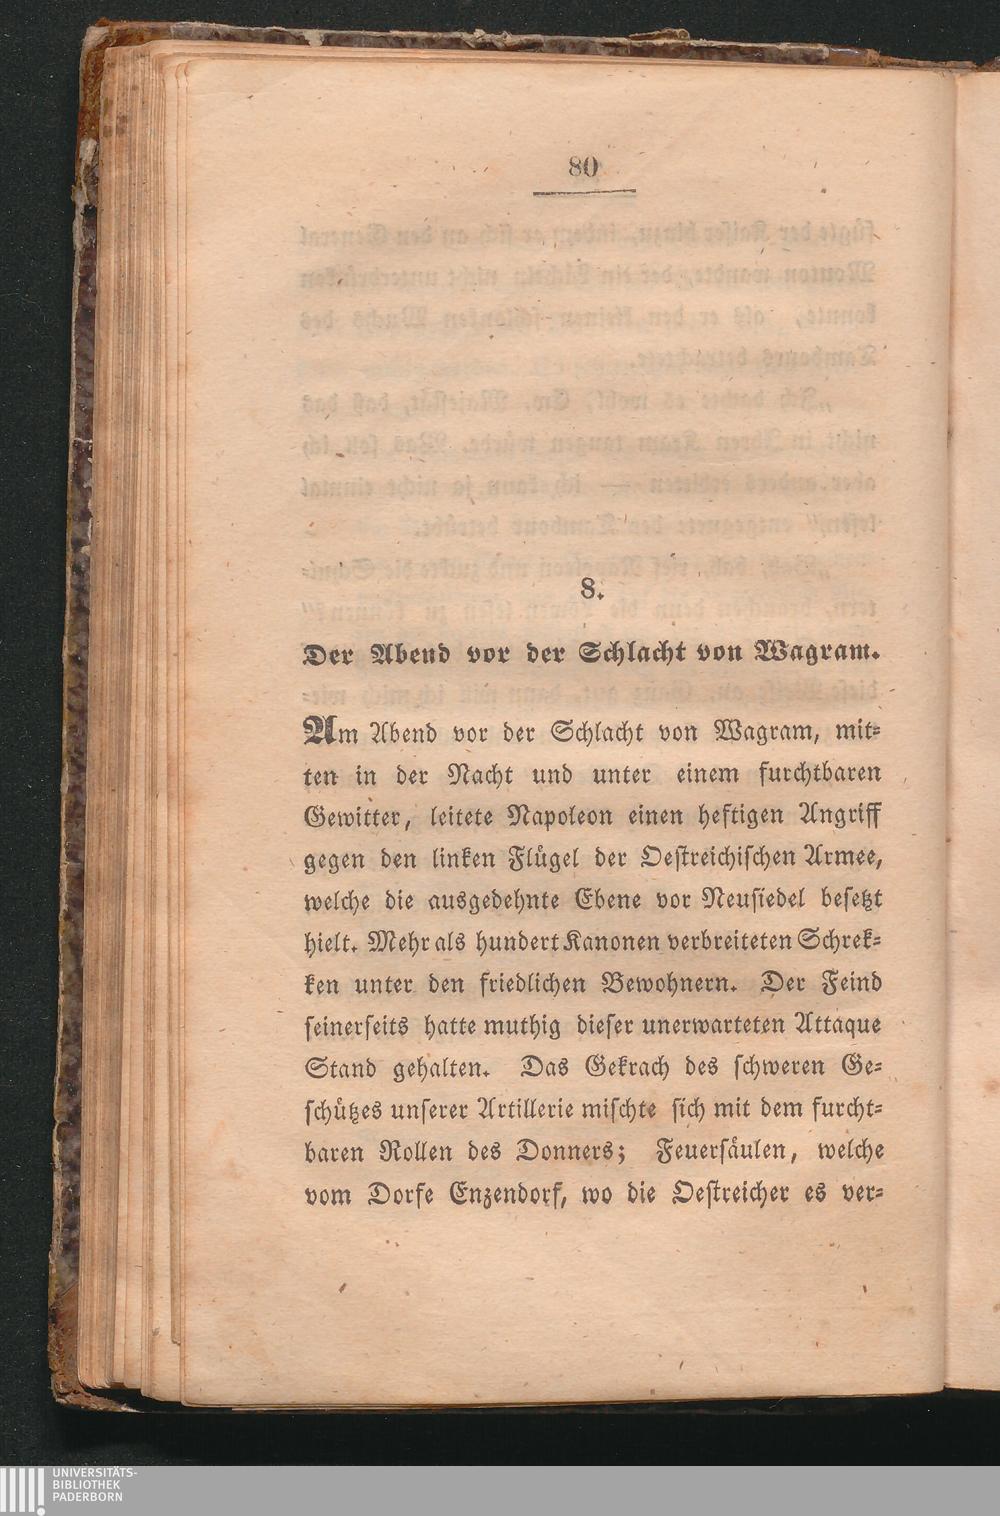 80
8.
Der Abend vor der Schlacht von Wagram.
Am Abend vor der Schlacht von Wagram, mit-
ten in der Nacht und unter einem furchtbaren
Gewitter, leitete Napoleon einen heftigen Angriff
gegen den linken Flügel der Oestreichischen Armee,
welche die ausgedehnte Ebene vor Neusiedel besetzt
hielt. Mehr als hundert Kanonen verbreiteten Schrek-
ken unter den friedlichen Bewohnern. Der Feind
seinerseits hatte muthig dieser unerwarteten Attaque
Stand gehalten. Das Gekrach des schweren Ge-
schützes unserer Artillerie mischte sich mit dem furcht-
baren Rollen des Donners; Feuersäulen, welche
vom Dorfe Enzendorf, wo die Oestreicher es ver-
UNIVERSITÄTS-
BIBLIOTHEK
PADERBORN